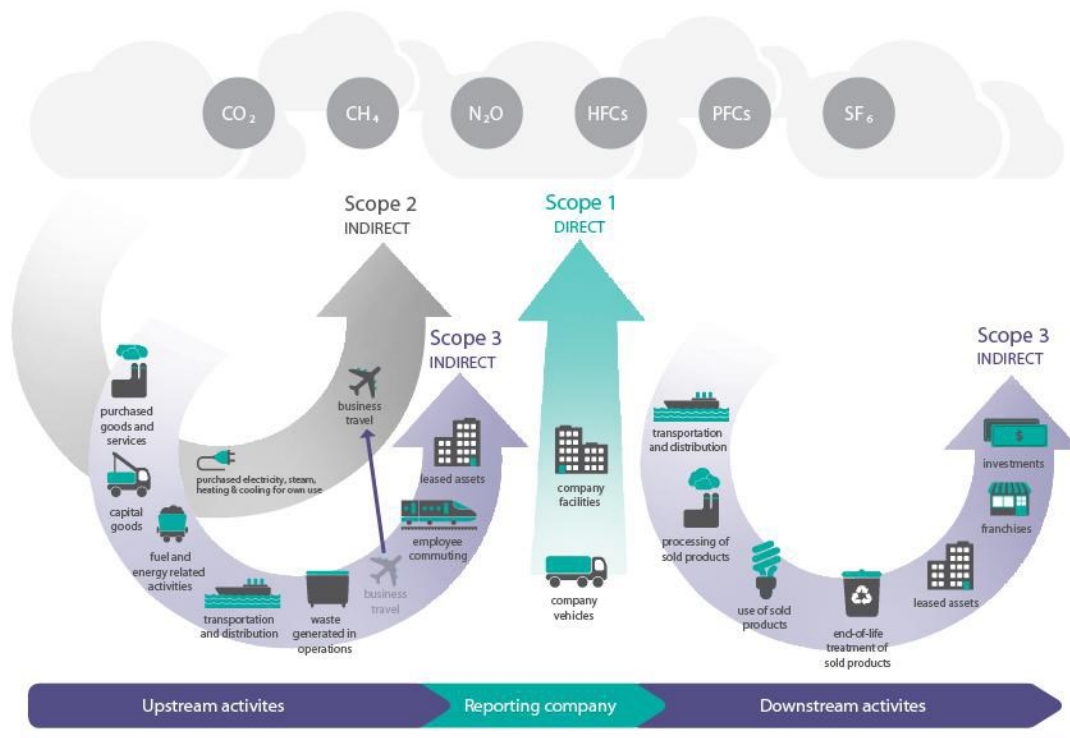 CO₂
CH₄
N₂O
HFCs
PFCs
SF₆
Scope 2
INDIRECT
Scope 1
DIRECT
Scope 3
INDIRECT
Scope 3
INDIRECT
purchased
goods and
services
capital
goods
fuel and
energy related
activities
purchased electricity, steam,
heating & cooling for own use
business
travel
transportation
and distribution
waste
generated in
operations
business
travel
employee
commuting
leased assets
company
facilities
company
vehicles
transportation
and distribution
processing of
sold products
use of sold
products
end-of-life
treatment of
sold products
leased assets
franchises
investments
Upstream activites
Reporting company
Downstream activites